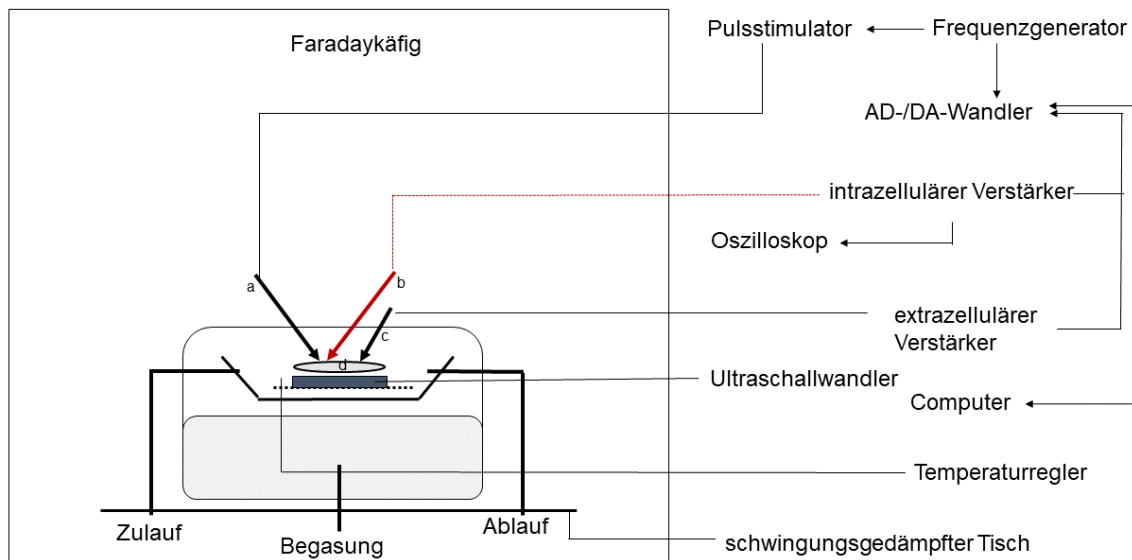 Faradaykäfig
Pulsstimulator
Frequenzgenerator
AD-/DA-Wandler
intrazellulärer Verstärker
Oszilloskop
a
b
c
d
extrazellulärer
Verstärker
Ultraschallwandler
Computer
Temperaturregler
Zulauf
Begasung
Ablauf
schwingungsgedämpfter Tisch